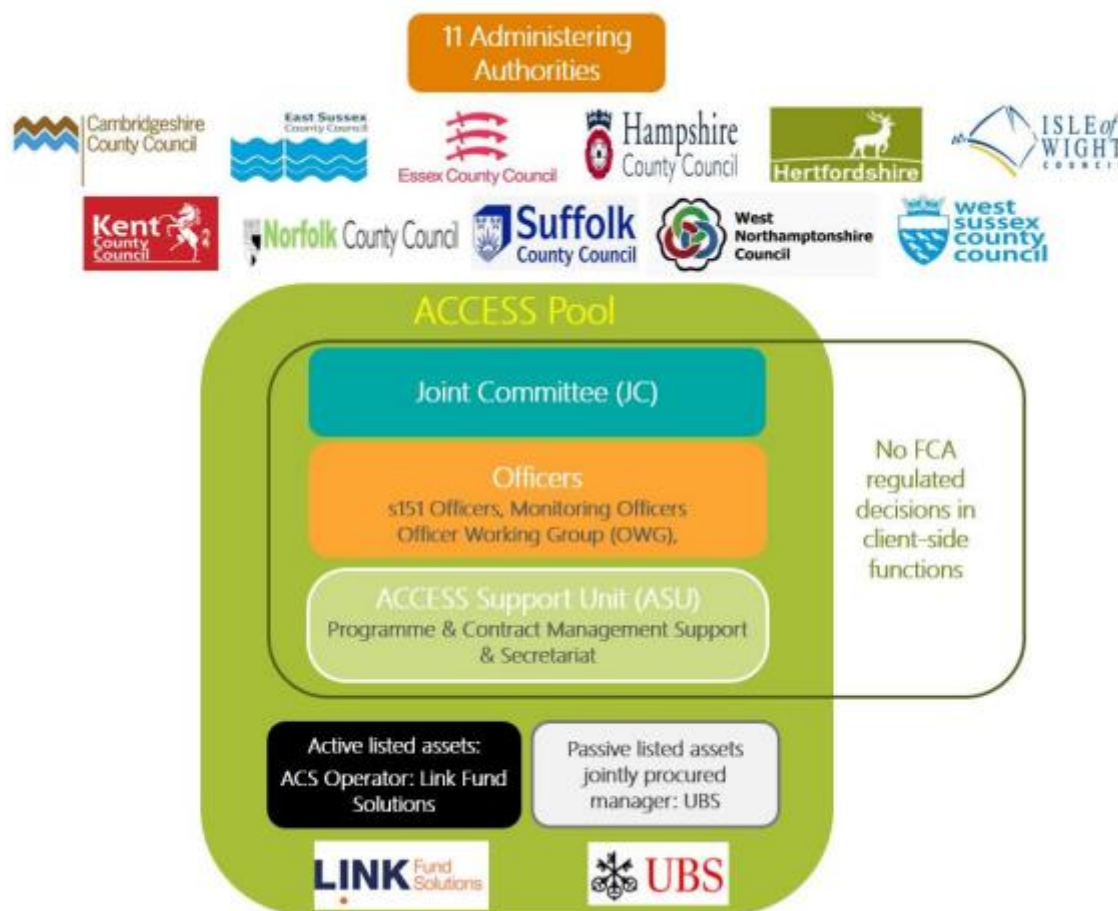 11 Administering
Authorities
Cambridgeshire
County Council
East Sussex
County Council
Essex County Council
Hampshire
County Council
Hertfordshire
ISLE of
WIGHT
COUNCIL
Kent
County
Council
Norfolk County Council
Suffolk
County Council
West
Northamptonshire
Council
west
sussex
county
council
ACCESS Pool
Joint Committee (JC)
Officers
s151 Officers, Monitoring Officers
Officer Working Group (OWG),
ACCESS Support Unit (ASU)
Programme & Contract Management Support
& Secretariat
No FCA
regulated
decisions in
client-side
functions
Active listed assets:
ACS Operator: Link Fund
Solutions
Passive listed assets
jointly procured
manager: UBS
LINK Fund
Solutions
UBS